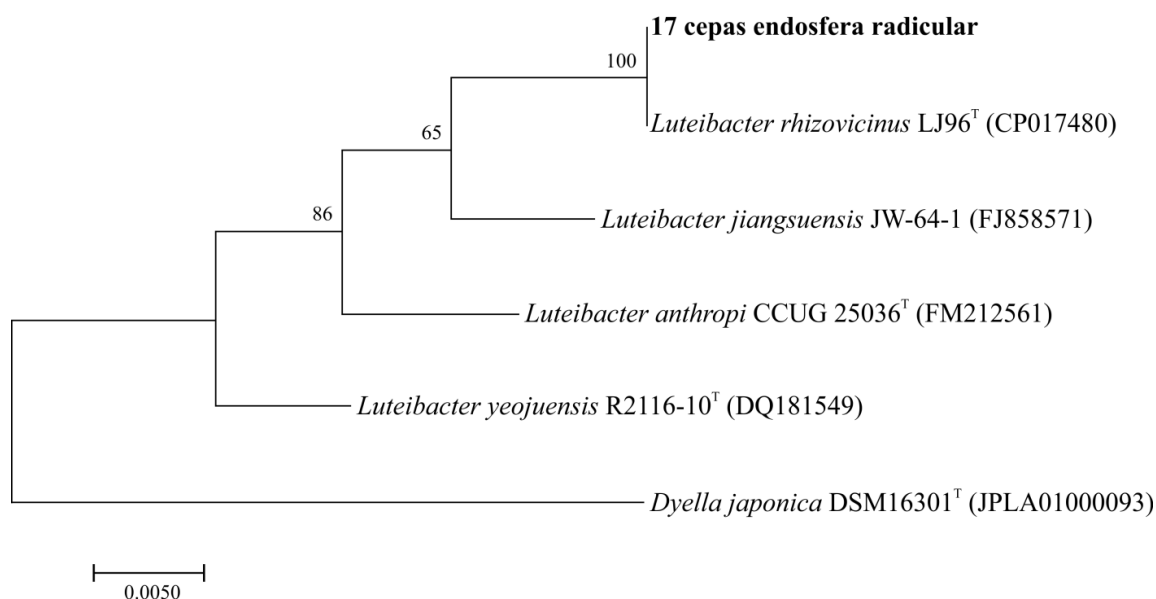 17 cepas endosfera radicular
100
Luteibacter rhizovicinus LJ96ᵀ (CP017480)
65
Luteibacter jiangsuensis JW-64-1 (FJ858571)
86
Luteibacter anthropi CCUG 25036ᵀ (FM212561)
Luteibacter yeojuensis R2116-10ᵀ (DQ181549)
Dyella japonica DSM16301ᵀ (JPLA01000093)
0.0050